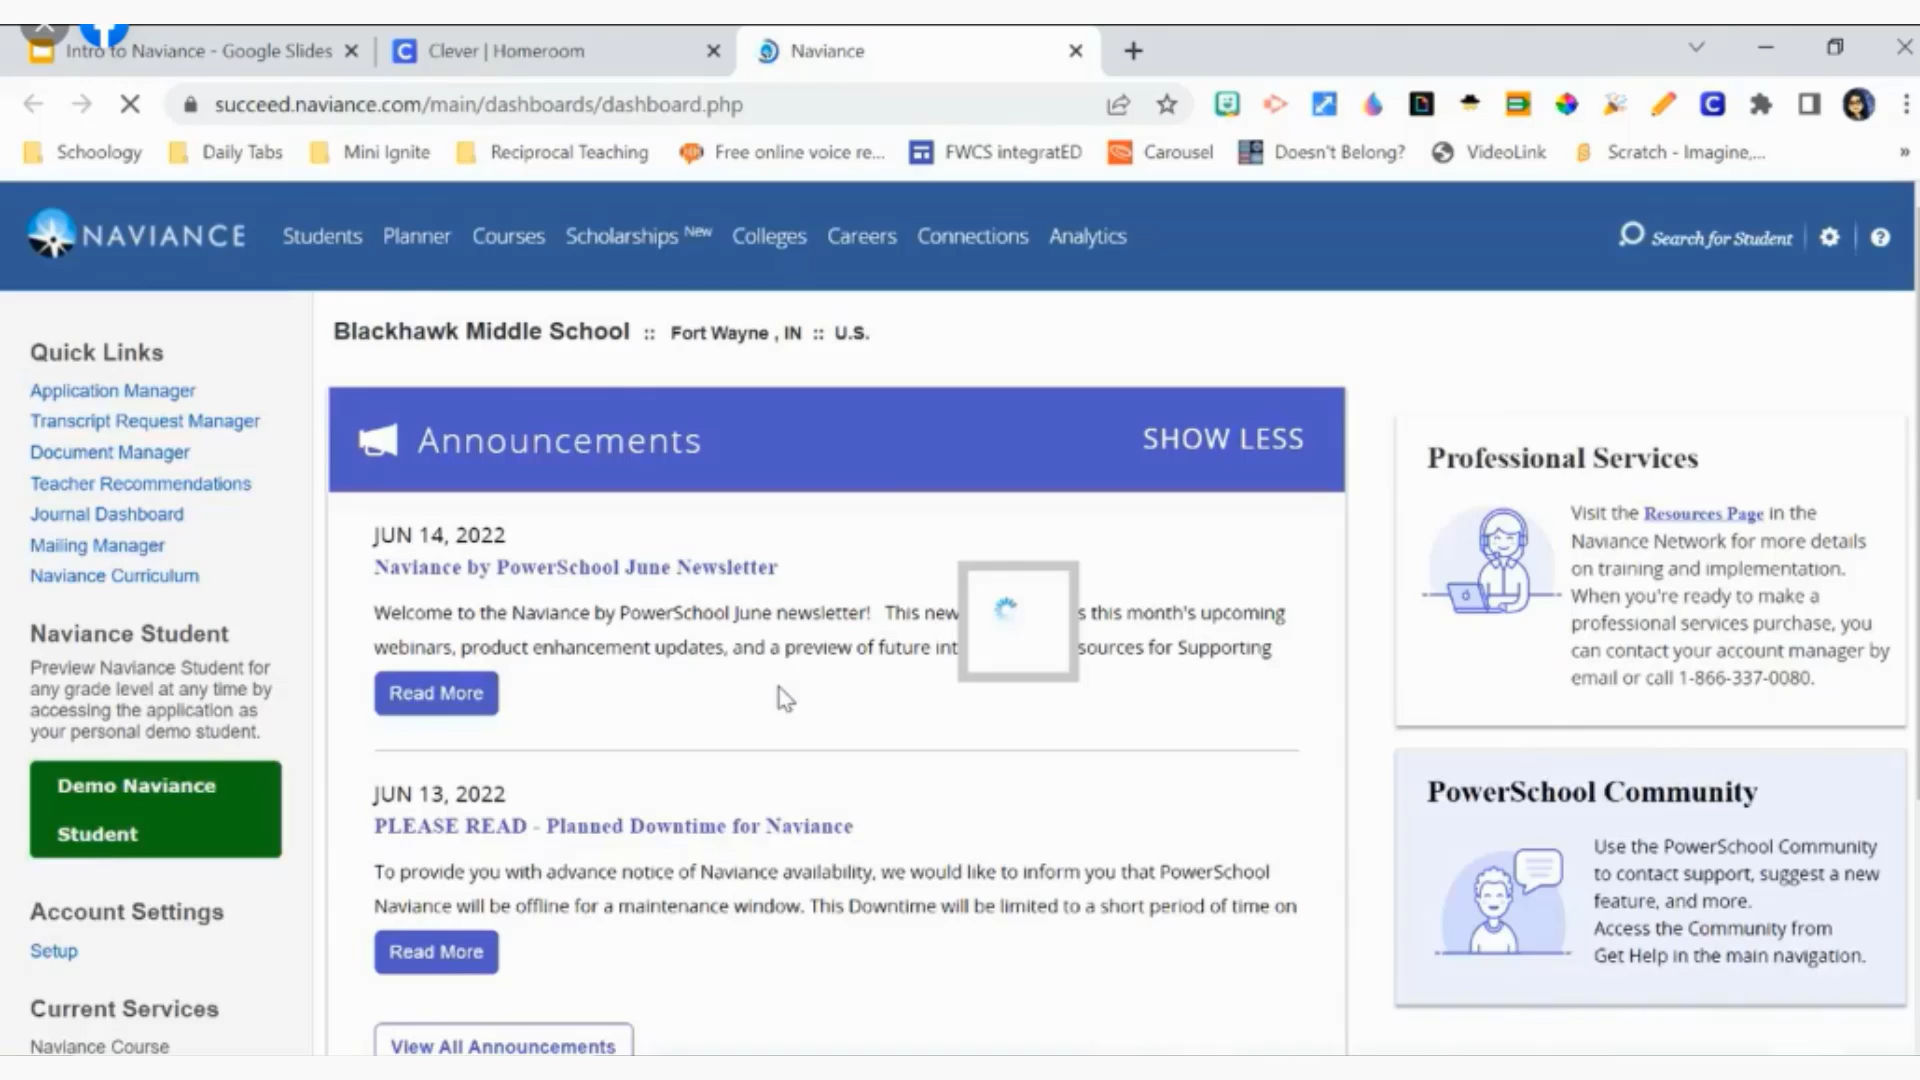 Intro to Naviance - Google Slides
Clever | Homeroom
Naviance
succeed.naviance.com/main/dashboards/dashboard.php
Schoology
Daily Tabs
Mini Ignite
Reciprocal Teaching
Free online voice re...
FWCS integratED
Carousel
Doesn't Belong?
VideoLink
Scratch - Imagine,...
»
NAVIANCE
Students
Planner
Courses
Scholarships New
Colleges
Careers
Connections
Analytics
Search for Student
Blackhawk Middle School :: Fort Wayne , IN :: U.S.
Quick Links
Application Manager
Transcript Request Manager
Document Manager
Teacher Recommendations
Journal Dashboard
Mailing Manager
Naviance Curriculum
Naviance Student
Preview Naviance Student for
any grade level at any time by
accessing the application as
your personal demo student.
Demo Naviance
Student
Account Settings
Setup
Current Services
Naviance Course
Announcements
SHOW LESS
JUN 14, 2022
Naviance by PowerSchool June Newsletter
Welcome to the Naviance by PowerSchool June newsletter! This new s this month's upcoming
webinars, product enhancement updates, and a preview of future int sources for Supporting
Read More
JUN 13, 2022
PLEASE READ - Planned Downtime for Naviance
To provide you with advance notice of Naviance availability, we would like to inform you that PowerSchool
Naviance will be offline for a maintenance window. This Downtime will be limited to a short period of time on
Read More
View All Announcements
Professional Services
Visit the Resources Page in the
Naviance Network for more details
on training and implementation.
When you're ready to make a
professional services purchase, you
can contact your account manager by
email or call 1-866-337-0080.
PowerSchool Community
Use the PowerSchool Community
to contact support, suggest a new
feature, and more.
Access the Community from
Get Help in the main navigation.